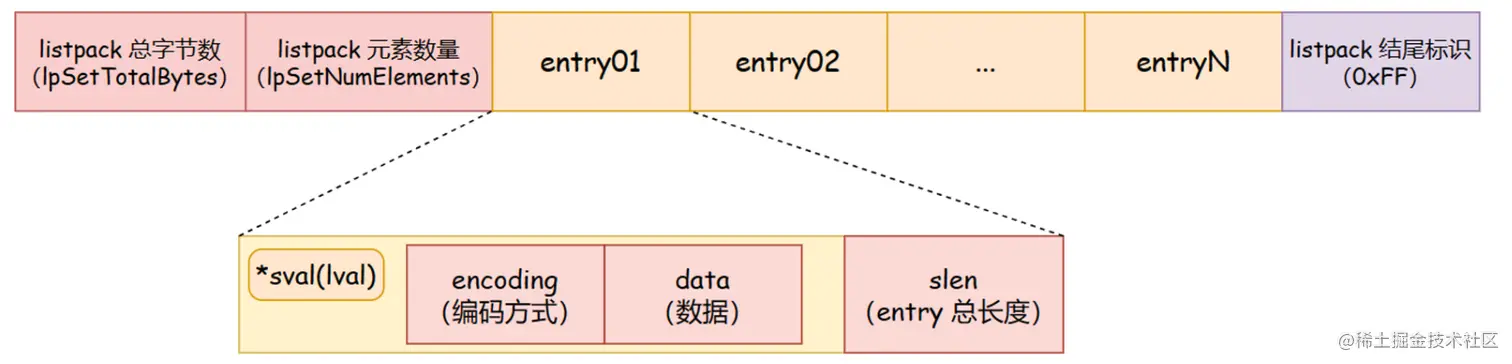 listpack 总字节数
（lpSetTotalBytes）
listpack 元素数量
（lpSetNumElements）
entry01
entry02
...
entryN
listpack 结尾标识
（0xFF）
*sval(lval)
encoding
（编码方式）
data
（数据）
slen
（entry 总长度）
@稀土掘金技术社区